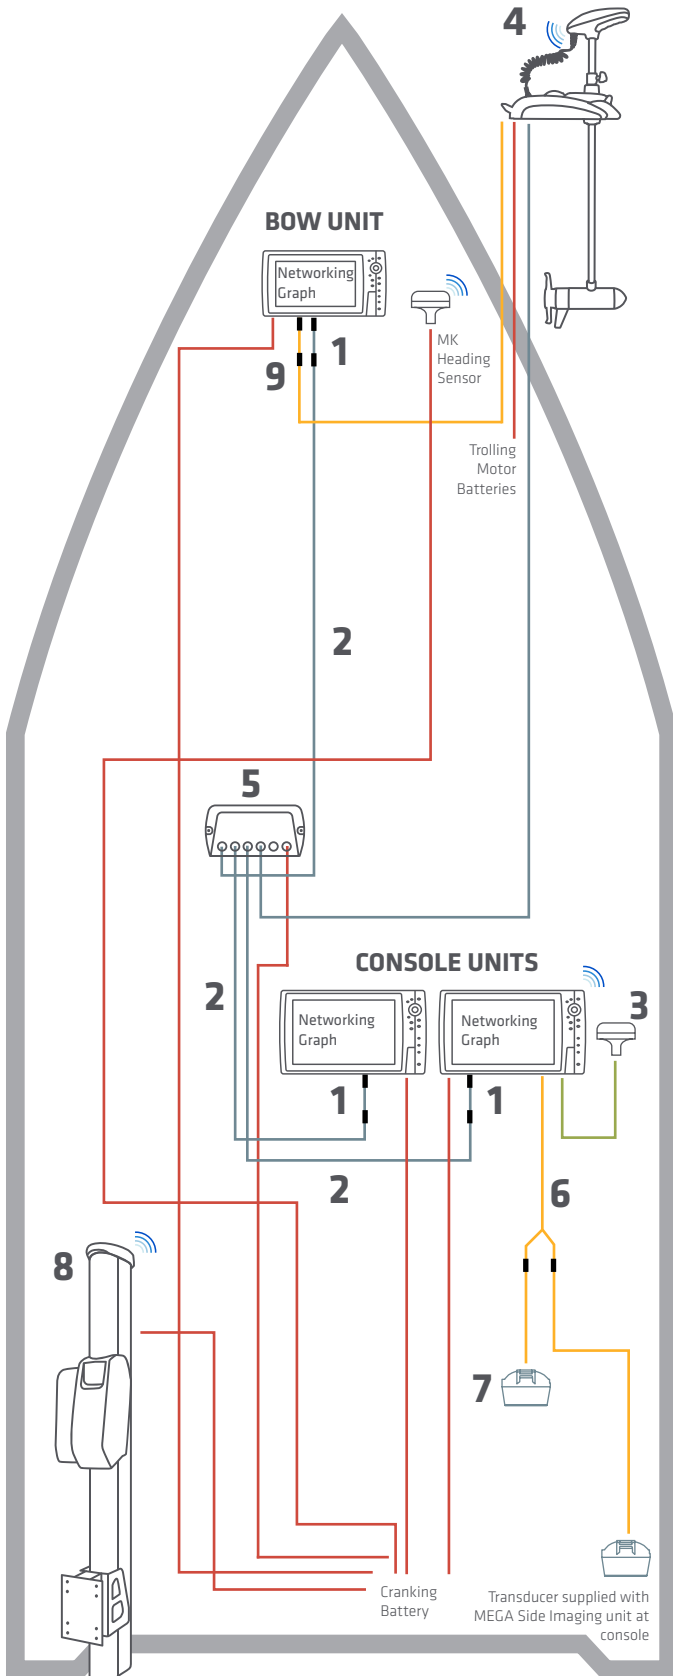 4
BOW UNIT
Networking
Graph
1
9
MK
Heading
Sensor
Trolling
Motor
Batteries
2
5
CONSOLE UNITS
2
3
Networking
Graph
Networking
Graph
1
1
2
6
8
7
Cranking
Battery
Transducer supplied with
MEGA Side Imaging unit at
console